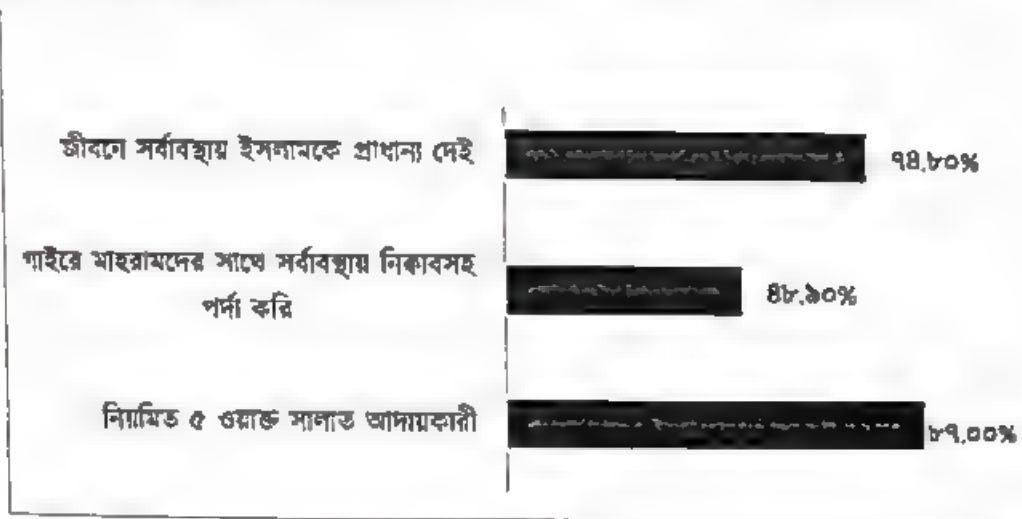 জীবনে সর্বাবস্থায় ইসলামকে প্রাধান্য দেই
৭৪.৮০%
গাইরে মাহরামদের সাথে সর্বাবস্থায় নিকাবসহ
পর্দা করি
৪৮.৯০%
নিয়মিত ৫ ওয়াক্ত সালাত আদায়কারী
৮৭.০০%